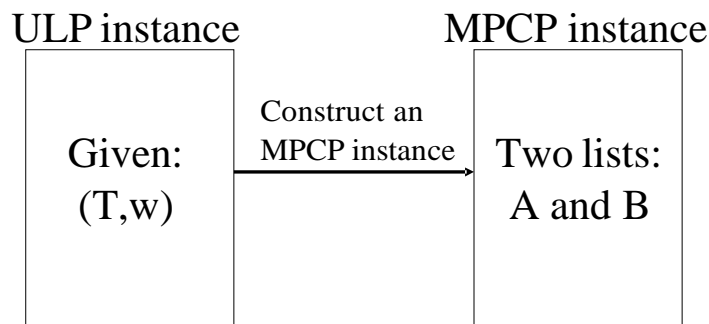 ULP instance
MPCP instance
Construct an
MPCP instance
Given:
(T,w)
Two lists:
A and B